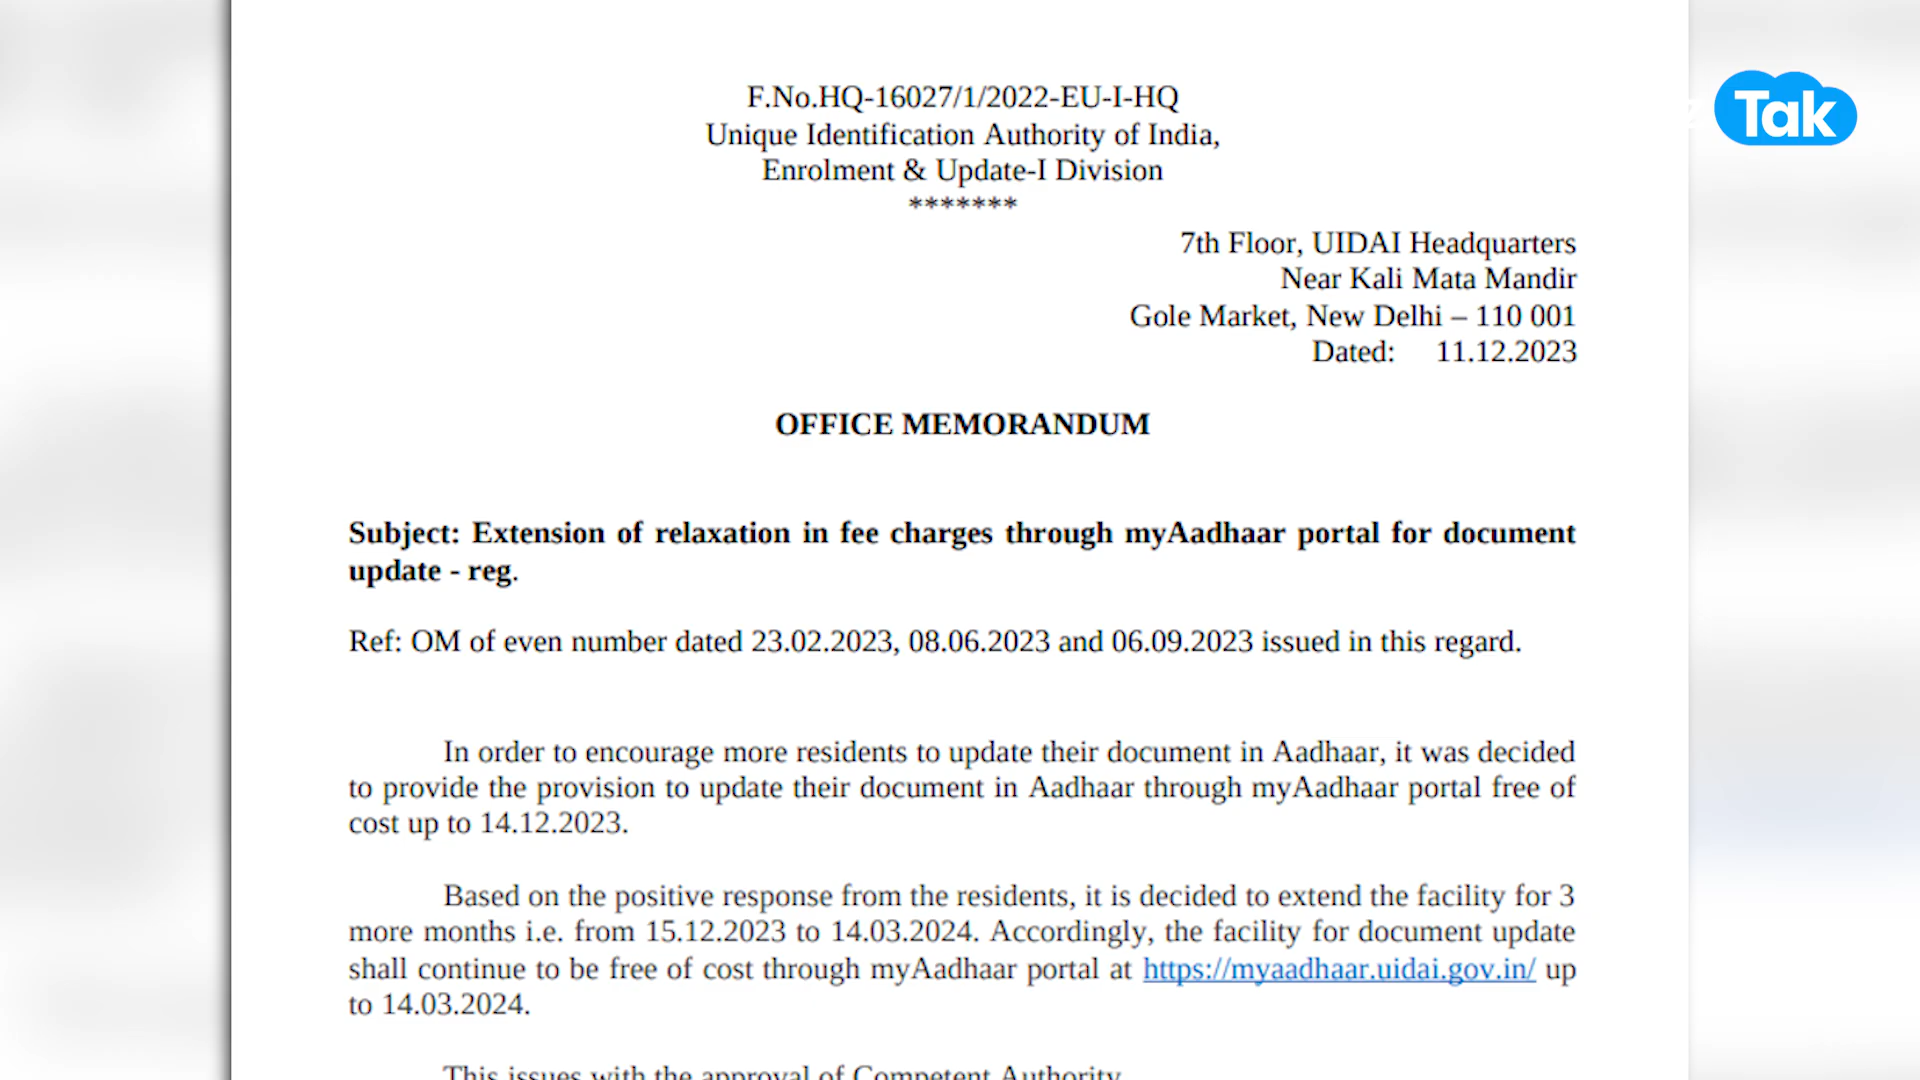 F.No.HQ-16027/1/2022-EU-I-HQ
Unique Identification Authority of India,
Enrolment & Update-I Division
*******
7th Floor, UIDAI Headquarters
Near Kali Mata Mandir
Gole Market, New Delhi – 110 001
Dated: 11.12.2023
Tak
OFFICE MEMORANDUM
Subject: Extension of relaxation in fee charges through myAadhaar portal for document
update - reg.
Ref: OM of even number dated 23.02.2023, 08.06.2023 and 06.09.2023 issued in this regard.
In order to encourage more residents to update their document in Aadhaar, it was decided
to provide the provision to update their document in Aadhaar through myAadhaar portal free of
cost up to 14.12.2023.
Based on the positive response from the residents, it is decided to extend the facility for 3
more months i.e. from 15.12.2023 to 14.03.2024. Accordingly, the facility for document update
shall continue to be free of cost through myAadhaar portal at https://myaadhaar.uidai.gov.in/ up
to 14.03.2024.
This issues with the approval of Competent Authority